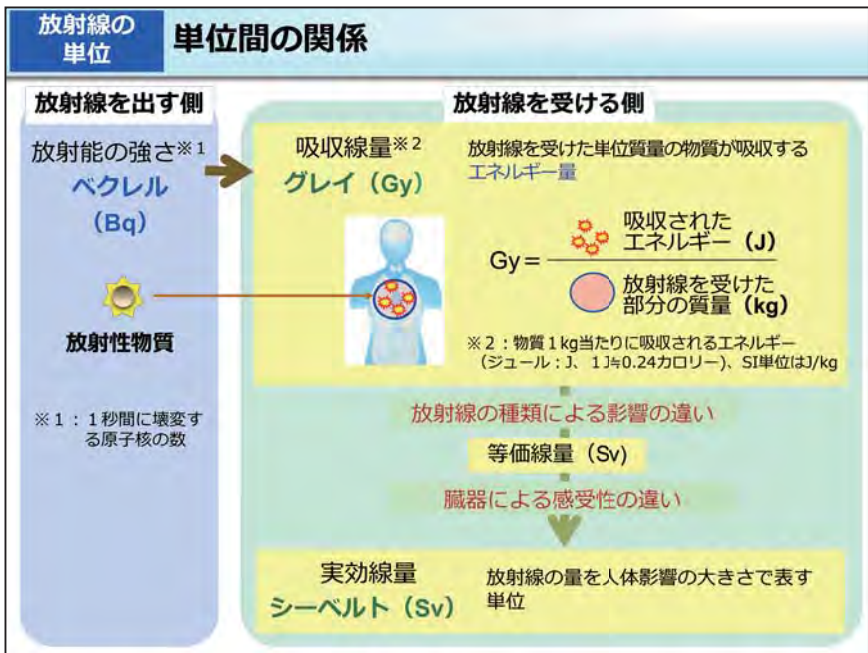 放射線の
単位
単位間の関係
放射線を出す側
放射能の強さ※1
ベクレル
（Bq）
放射性物質
※1：1秒間に壊変す
る原子核の数
放射線を受ける側
吸収線量※2
グレイ（Gy）
放射線を受けた単位質量の物質が吸収する
エネルギー量
Gy＝
吸収された
エネルギー（J）
放射線を受けた
部分の質量（kg）
※2：物質1kg当たりに吸収されるエネルギー
（ジュール：J、1J≒0.24カロリー）、SI単位はJ/kg
放射線の種類による影響の違い
等価線量（Sv）
臓器による感受性の違い
実効線量
シーベルト（Sv）
放射線の量を人体影響の大きさで表す
単位